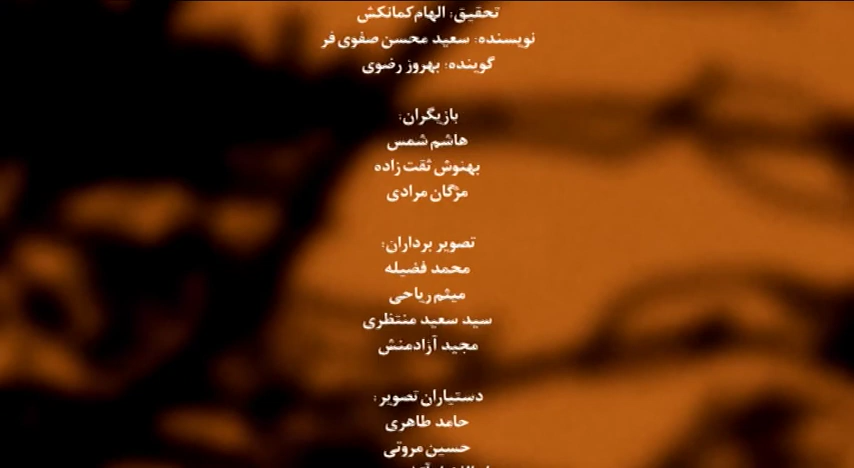 تحقیق: الهام کمانکش
نویسنده: سعید محسن صفوی فر
گوینده: بهروز رضوی
بازیگران:
هاشم شمس
بهنوش ثقت زاده
مژگان مرادی
تصویر برداران:
محمد فضیله
میثم ریاحی
سید سعید منتظری
مجید آزادمنش
دستیاران تصویر:
حامد طاهری
حسین مروتی